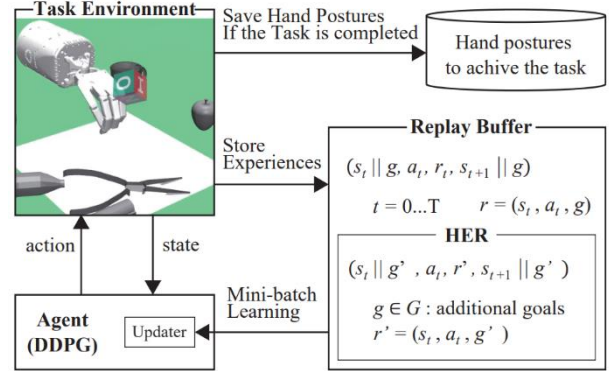 Task Environment
Save Hand Postures
If the Task is completed
Hand postures
to achive the task
Store
Experiences
Replay Buffer
(s_t || g, a_t, r_t, s_{t+1} || g)
t = 0...T r = (s_t, a_t, g)
HER
(s_t || g’ , a_t, r’, s_{t+1} || g’ )
g ∈ G : additional goals
r’ = (s_t, a_t, g’ )
action
state
Mini-batch
Learning
Agent
(DDPG)
Updater